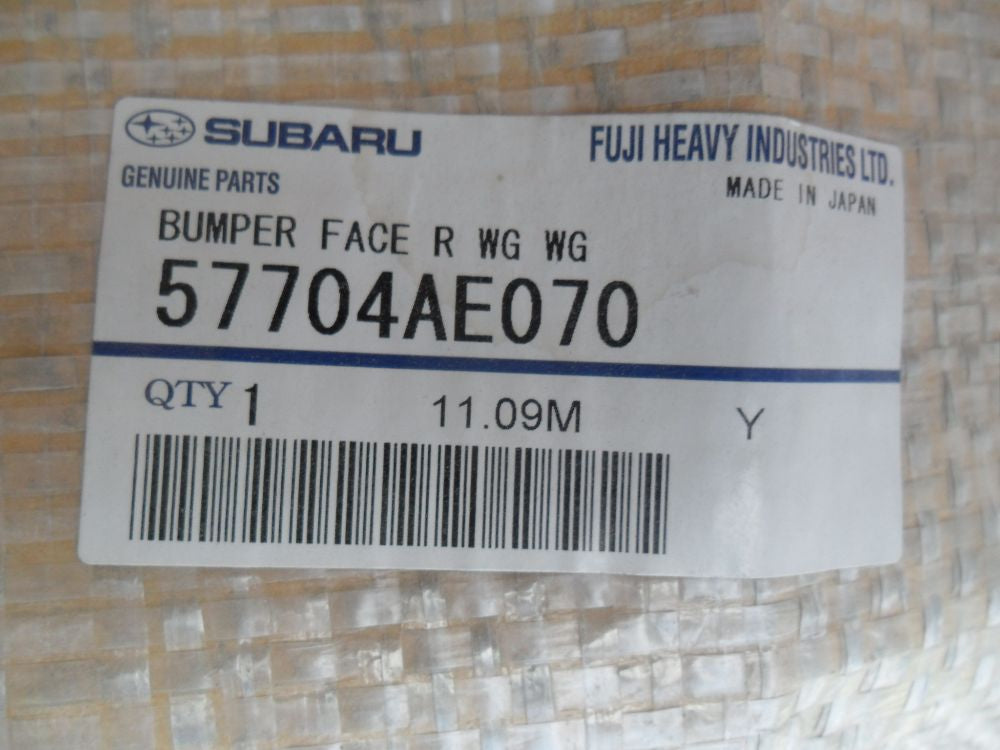 SUBARU
FUJI HEAVY INDUSTRIES LTD.
GENUINE PARTS
MADE IN JAPAN
BUMPER FACE R WG WG
57704AE070
QTY 1 11.09M Y